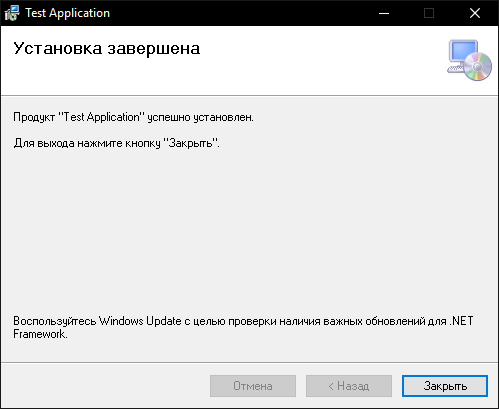 Test Application
Установка завершена
Продукт "Test Application" успешно установлен.
Для выхода нажмите кнопку "Закрыть".
Воспользуйтесь Windows Update с целью проверки наличия важных обновлений для .NET
Framework.
Отмена
< Назад
Закрыть